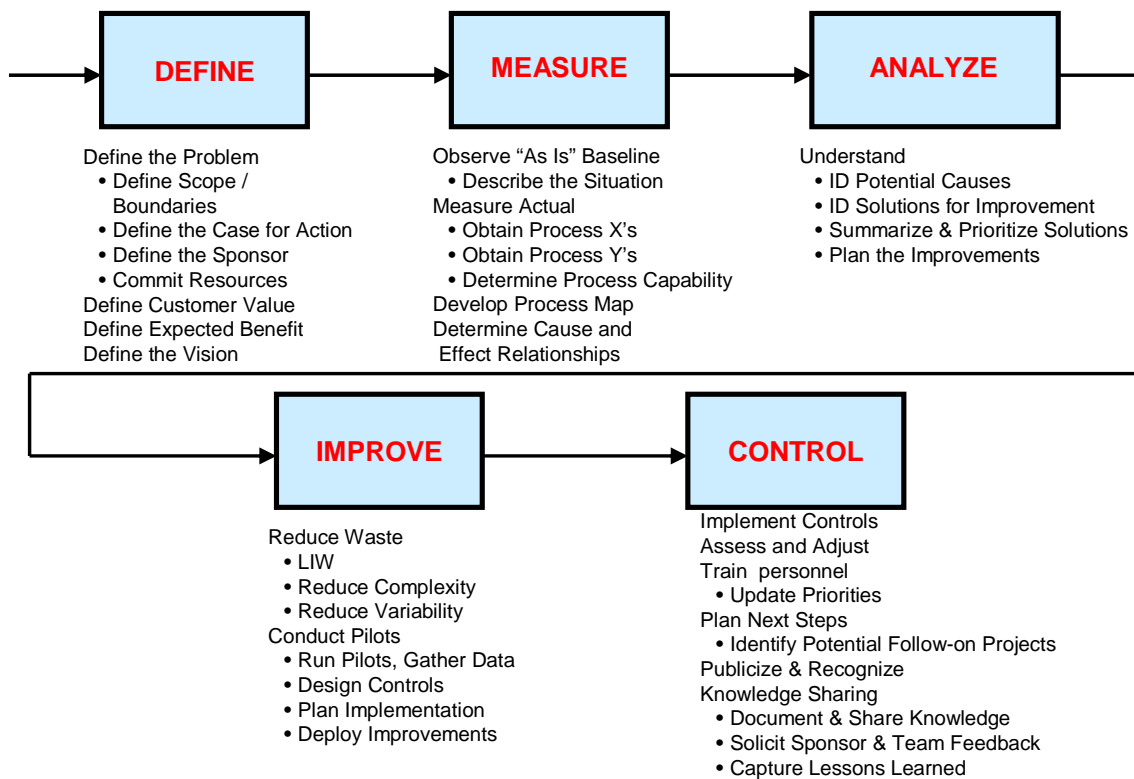 DEFINE
Define the Problem
• Define Scope /
Boundaries
• Define the Case for Action
• Define the Sponsor
• Commit Resources
Define Customer Value
Define Expected Benefit
Define the Vision
MEASURE
Observe “As Is” Baseline
• Describe the Situation
Measure Actual
• Obtain Process X's
• Obtain Process Y's
• Determine Process Capability
Develop Process Map
Determine Cause and
Effect Relationships
ANALYZE
Understand
• ID Potential Causes
• ID Solutions for Improvement
• Summarize & Prioritize Solutions
• Plan the Improvements
IMPROVE
Reduce Waste
• LIW
• Reduce Complexity
• Reduce Variability
Conduct Pilots
• Run Pilots, Gather Data
• Design Controls
• Plan Implementation
• Deploy Improvements
CONTROL
Implement Controls
Assess and Adjust
Train personnel
• Update Priorities
Plan Next Steps
• Identify Potential Follow-on Projects
Publicize & Recognize
Knowledge Sharing
• Document & Share Knowledge
• Solicit Sponsor & Team Feedback
• Capture Lessons Learned